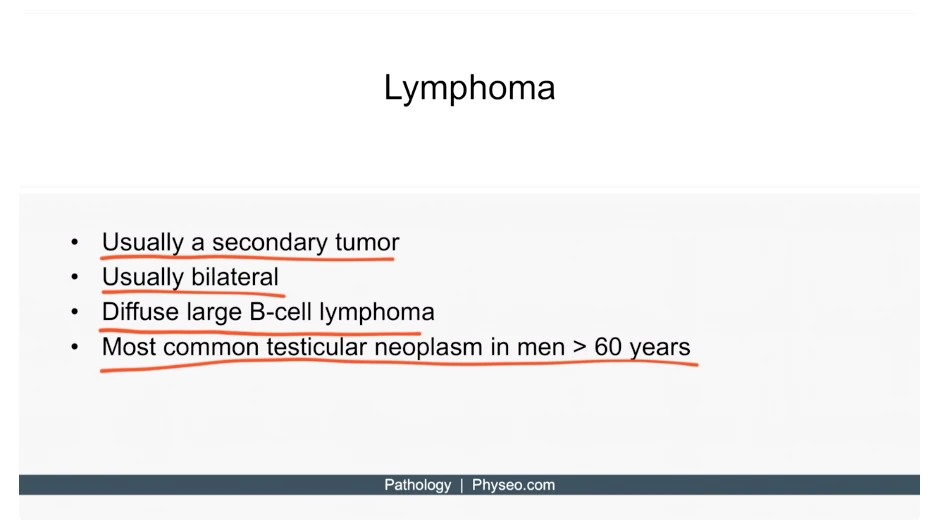 Lymphoma
• Usually a secondary tumor
• Usually bilateral
• Diffuse large B-cell lymphoma
• Most common testicular neoplasm in men > 60 years
Pathology | Physeo.com